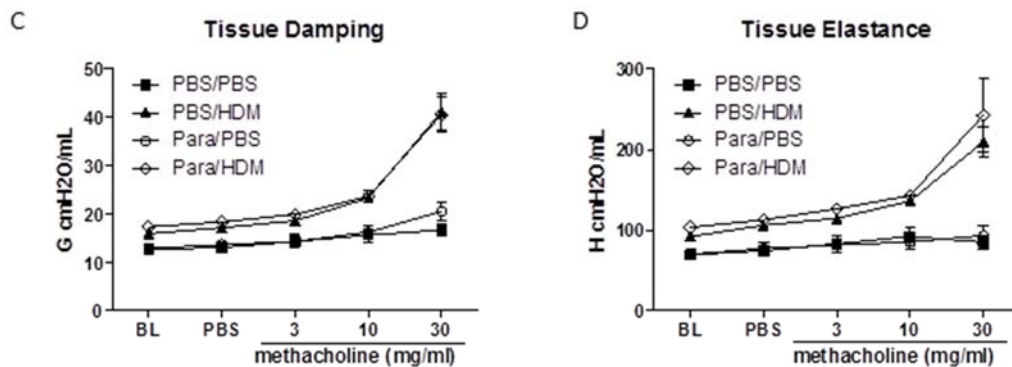 C
Tissue Damping
50
40
30
20
10
0
G cmH2O/mL
PBS/PBS
PBS/HDM
Para/PBS
Para/HDM
BL PBS 3 10 30
methacholine (mg/ml)
D
Tissue Elastance
300
200
100
0
H cmH2O/mL
PBS/PBS
PBS/HDM
Para/PBS
Para/HDM
BL PBS 3 10 30
methacholine (mg/ml)